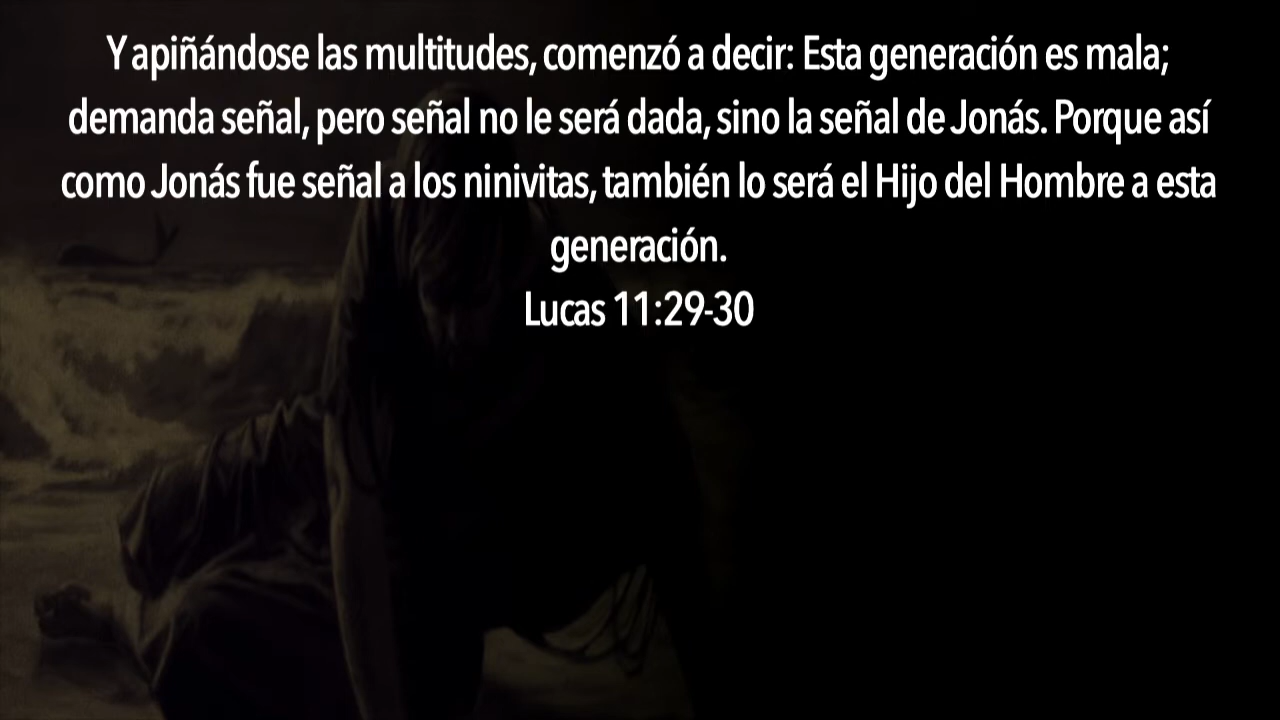 Y apiñándose las multitudes, comenzó a decir: Esta generación es mala;
demanda señal, pero señal no le será dada, sino la señal de Jonás. Porque así
como Jonás fue señal a los ninivitas, también lo será el Hijo del Hombre a esta
generación.
Lucas 11:29-30